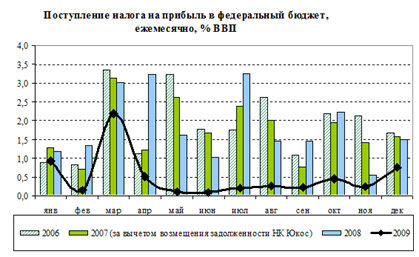 Поступление налога на прибыль в федеральный бюджет,
ежемесячно, % ВВП
4,0
3,5
3,0
2,5
2,0
1,5
1,0
0,5
0,0
янв фев мар апр май июн июл авг сен окт ноя дек
2006 2007 (за вычетом возмещения задолженности НК Юкос) 2008 2009